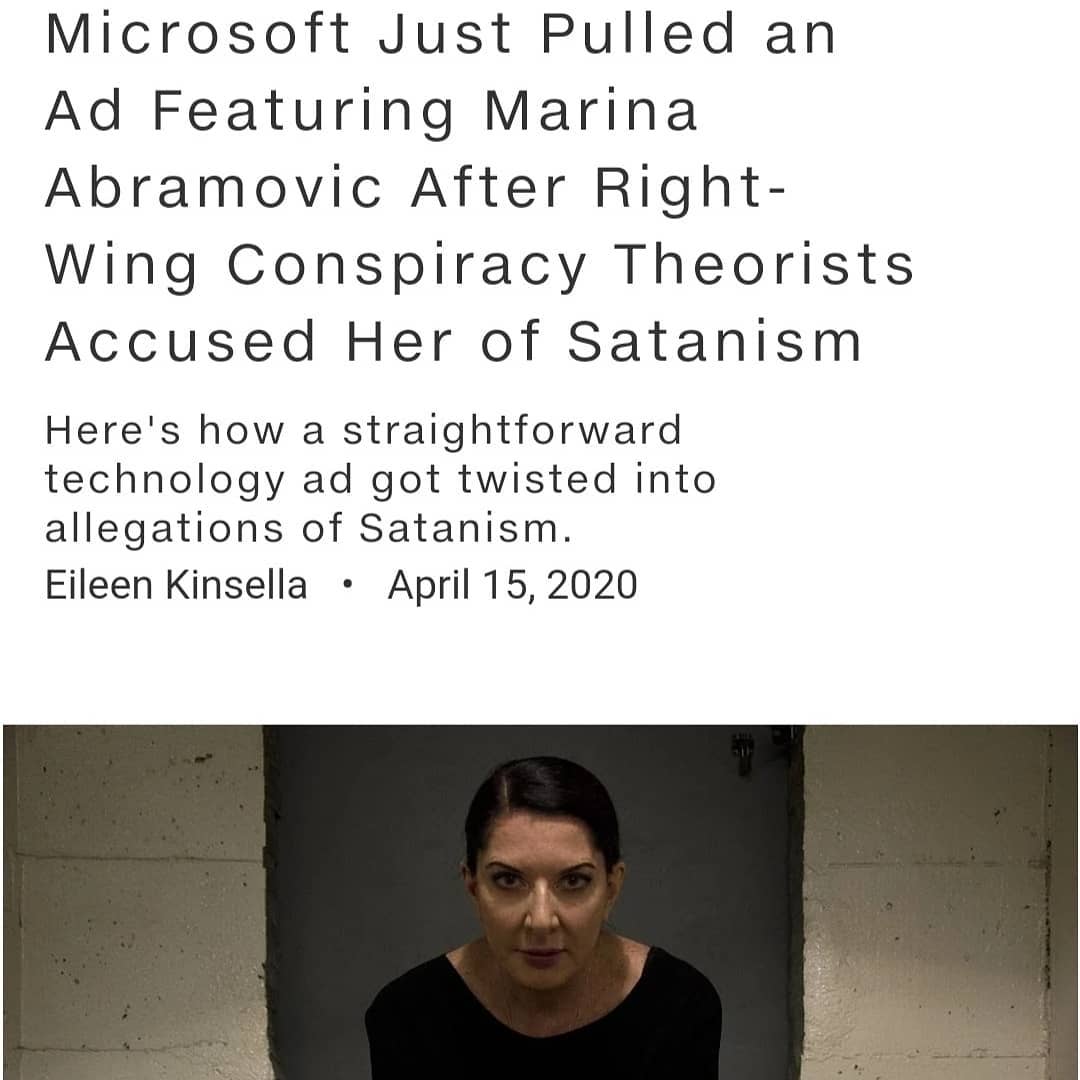 Microsoft Just Pulled an
Ad Featuring Marina
Abramovic After Right-
Wing Conspiracy Theorists
Accused Her of Satanism
Here's how a straightforward
technology ad got twisted into
allegations of Satanism.
Eileen Kinsella • April 15, 2020